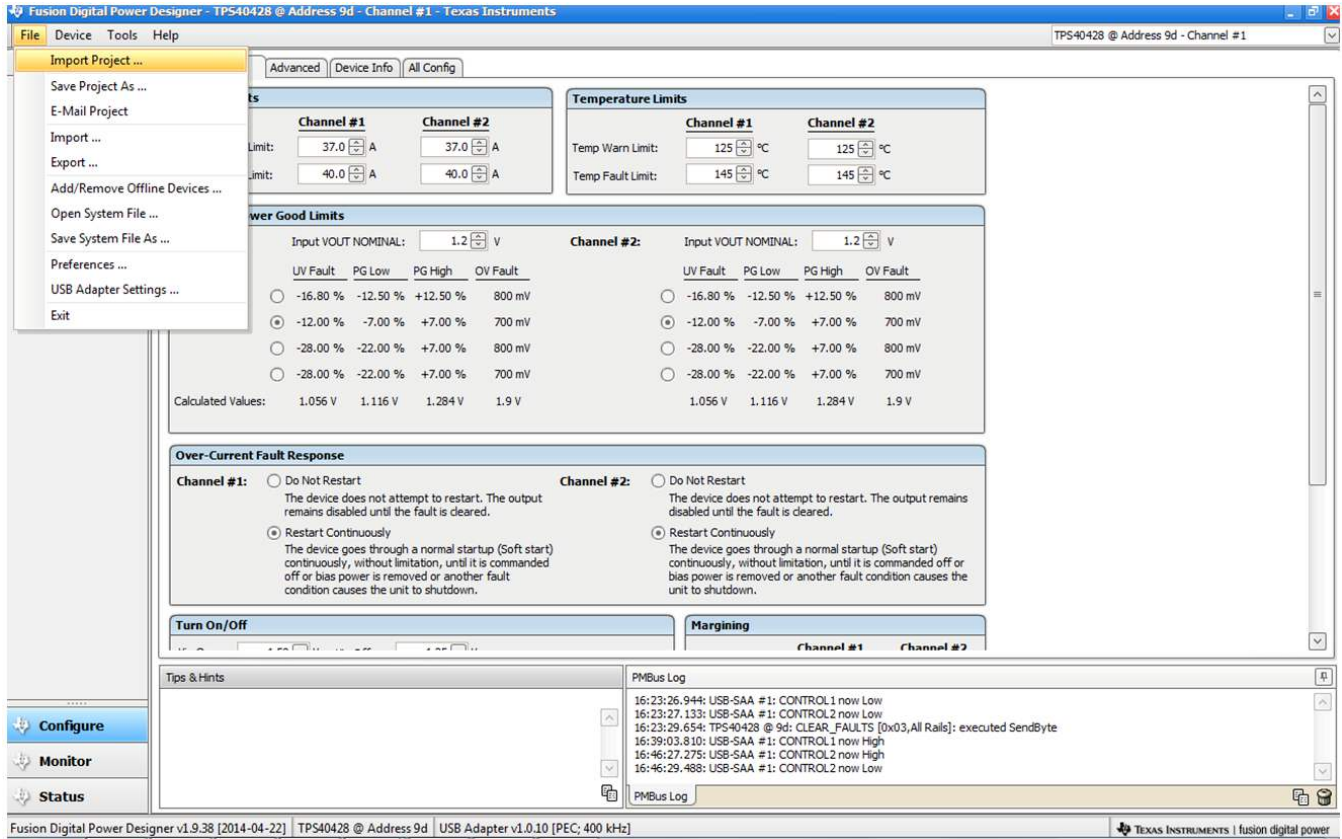 Fusion Digital Power Designer - TPS40428 @ Address 9d - Channel #1 - Texas Instruments
File Device Tools Help
TPS40428 @ Address 9d - Channel #1
Import Project ...
Save Project As ...
E-Mail Project
Import ...
Export ...
Add/Remove Offline Devices ...
Open System File ...
Save System File As ...
Preferences ...
USB Adapter Settings ...
Exit
Advanced Device Info All Config
ts
Channel #1 Channel #2
Limit: 37.0 A 37.0 A
Limit: 40.0 A 40.0 A
Temperature Limits
Channel #1 Channel #2
Temp Warn Limit: 125 ºC 125 ºC
Temp Fault Limit: 145 ºC 145 ºC
wer Good Limits
Input VOUT NOMINAL: 1.2 V Channel #2: Input VOUT NOMINAL: 1.2 V
UV Fault PG Low PG High OV Fault UV Fault PG Low PG High OV Fault
-16.80 % -12.50 % +12.50 % 800 mV -16.80 % -12.50 % +12.50 % 800 mV
-12.00 % -7.00 % +7.00 % 700 mV -12.00 % -7.00 % +7.00 % 700 mV
-28.00 % -22.00 % +7.00 % 800 mV -28.00 % -22.00 % +7.00 % 800 mV
-28.00 % -22.00 % +7.00 % 700 mV -28.00 % -22.00 % +7.00 % 700 mV
Calculated Values: 1.056 V 1.116 V 1.284 V 1.9 V 1.056 V 1.116 V 1.284 V 1.9 V
Over-Current Fault Response
Channel #1: Do Not Restart
The device does not attempt to restart. The output
remains disabled until the fault is cleared.
Restart Continuously
The device goes through a normal startup (Soft start)
continuously, without limitation, until it is commanded
off or bias power is removed or another fault
condition causes the unit to shutdown.
Channel #2: Do Not Restart
The device does not attempt to restart. The output remains
disabled until the fault is cleared.
Restart Continuously
The device goes through a normal startup (Soft start)
continuously, without limitation, until it is commanded off or
bias power is removed or another fault condition causes the
unit to shutdown.
Turn On/Off
Margining
Channel #1 Channel #2
Configure
Monitor
Status
Tips & Hints
PMBus Log
16:23:26.944: USB-SAA #1: CONTROL1 now Low
16:23:27.133: USB-SAA #1: CONTROL2 now Low
16:23:29.654: TPS40428 @ 9d: CLEAR_FAULTS [0x03,All Rails]: executed SendByte
16:39:03.810: USB-SAA #1: CONTROL1 now High
16:46:27.275: USB-SAA #1: CONTROL2 now High
16:46:29.488: USB-SAA #1: CONTROL2 now Low
PMBus Log
Fusion Digital Power Designer v1.9.38 [2014-04-22] TPS40428 @ Address 9d USB Adapter v1.0.10 [PEC; 400 kHz]
TEXAS INSTRUMENTS | fusion digital power